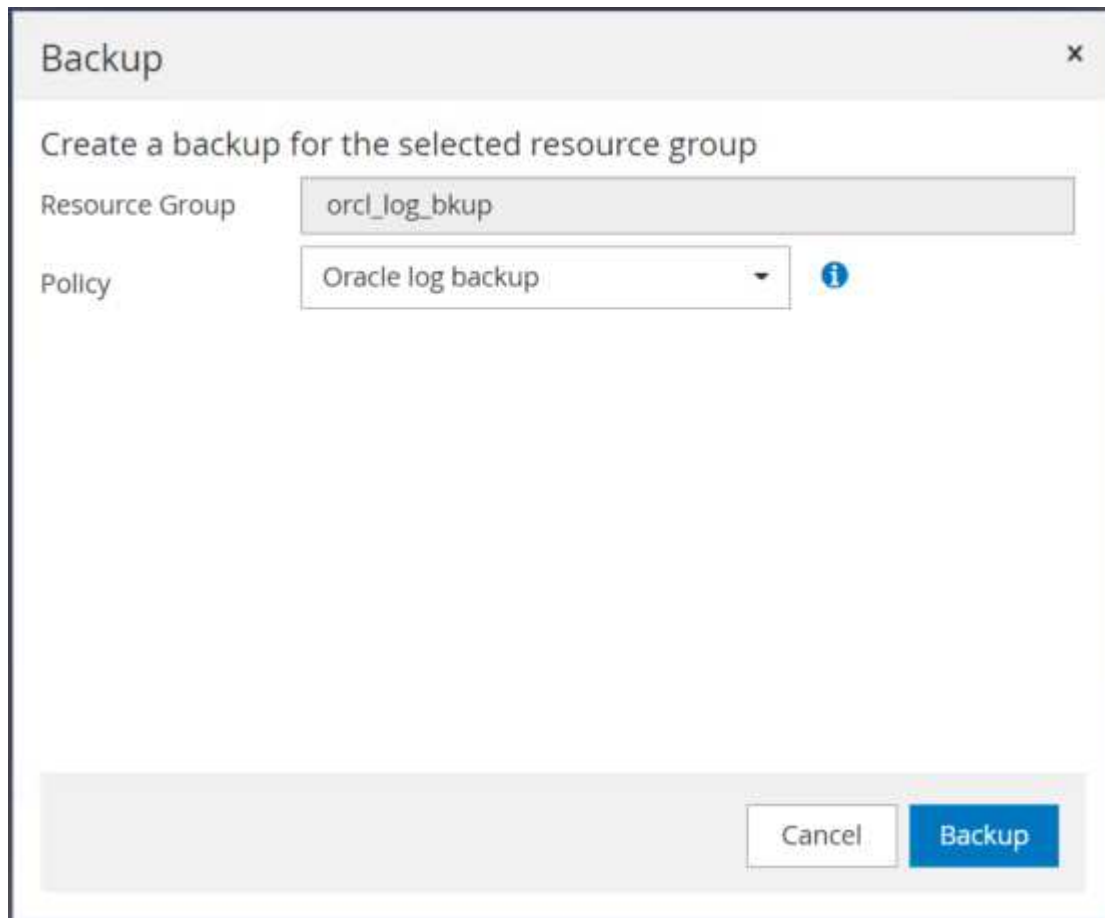 Backup
Create a backup for the selected resource group
Resource Group orcl_log_bkup
Policy Oracle log backup
Cancel Backup